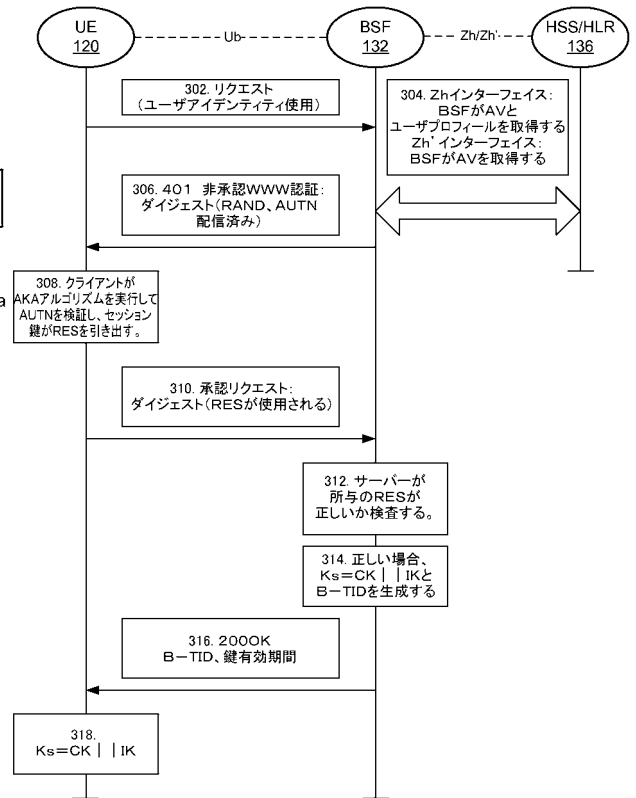 UE
120
Ub
BSF
132
Zh/Zh'
HSS/HLR
136
302. リクエスト
(ユーザアイデンティティ使用)
304. Zhインターフェイス:
BSFがAVと
ユーザプロフィールを取得する
Zh'インターフェイス:
BSFがAVを取得する
306. 401 非承認WWW認証:
ダイジェスト(RAND、AUTN
配信済み)
a
308. クライアントが
AKAアルゴリズムを実行して
AUTNを検証し、セッション
鍵がRESを引き出す。
310. 承認リクエスト:
ダイジェスト(RESが使用される)
312. サーバーが
所与のRESが
正しいか検査する。
314. 正しい場合、
Ks=CK||IKと
B-TIDを生成する
316. 200OK
B-TID、鍵有効期間
318.
Ks=CK||IK